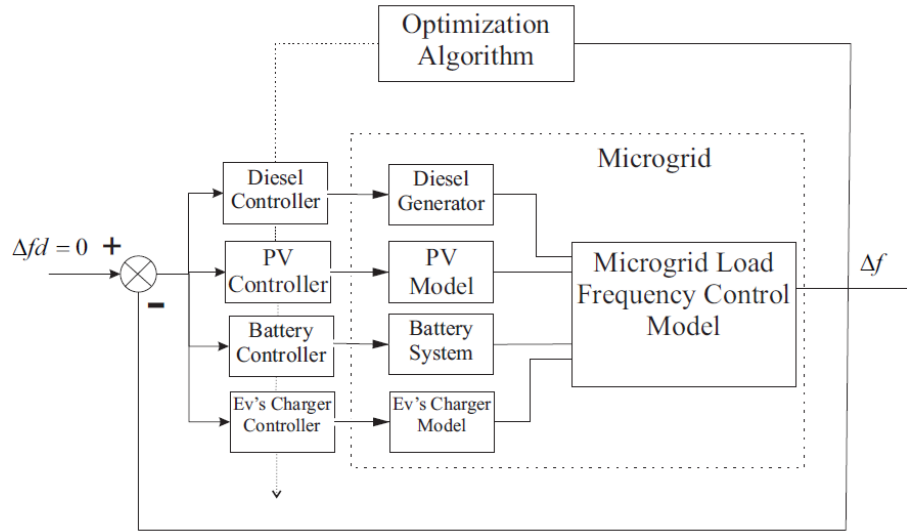 Optimization
Algorithm
Microgrid
Diesel
Controller
Diesel
Generator
Δfd = 0 +
-
PV
Controller
PV
Model
Microgrid Load
Frequency Control
Model
Δf
Battery
Controller
Battery
System
Ev's Charger
Controller
Ev's Charger
Model